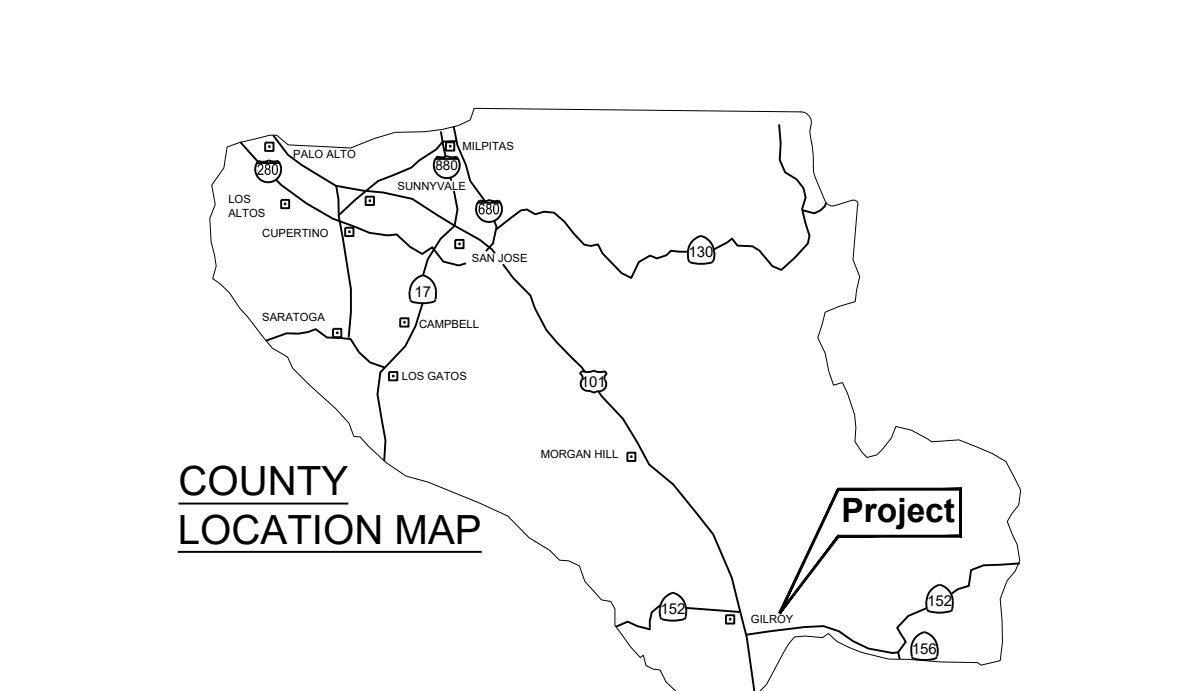 MILPITAS
PALO ALTO
880
280
SUNNYVALE
LOS
ALTOS
680
CUPERTINO
130
SAN JOSE
17
SARATOGA
CAMPBELL
LOS GATOS
101
MORGAN HILL
COUNTY
LOCATION MAP
Project
152
152
GILROY
156